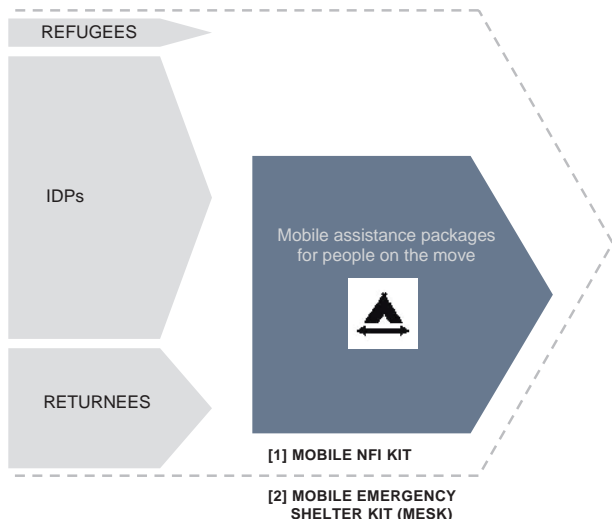 REFUGEES
IDPs
Mobile assistance packages
for people on the move
RETURNEES
[1] MOBILE NFI KIT
[2] MOBILE EMERGENCY
SHELTER KIT (MESK)